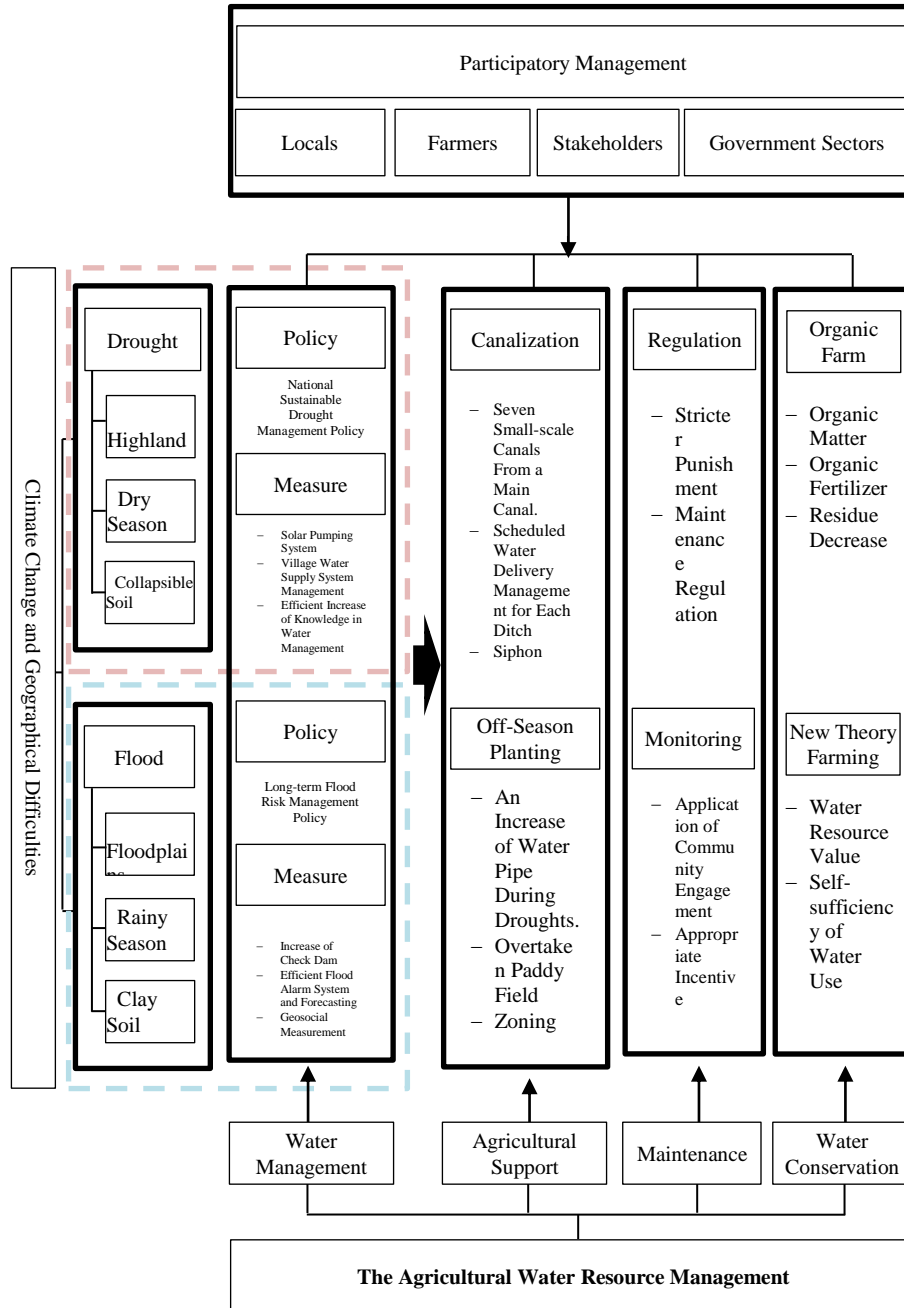 Participatory Management
Locals
Farmers
Stakeholders
Government Sectors
Climate Change and Geographical Difficulties
Drought
Highland
Dry
Season
Collapsible
Soil
Policy
National
Sustainable
Drought
Management Policy
Measure
– Solar Pumping
System
– Village Water
Supply System
Management
– Efficient Increase
of Knowledge in
Water
Management
Flood
Floodplai
Rainy
Season
Clay
Soil
Policy
Long-term Flood
Risk Management
Policy
Measure
– Increase of
Check Dam
– Efficient Flood
Alarm System
and Forecasting
– Geosocial
Measurement
Canalization
– Seven
Small-scale
Canals
From a
Main
Canal.
– Scheduled
Water
Delivery
Manageme
nt for Each
Ditch
– Siphon
Off-Season
Planting
– An
Increase of
Water
Pipe
During
Droughts.
– Overtake
n Paddy
Field
– Zoning
Regulation
– Stricte
r
Punish
ment
– Maint
enanc
e
Regul
ation
Monitoring
– Applicat
ion of
Commu
nity
Engage
ment
– Appropr
iate
Incentiv
e
Organic
Farm
– Organic
Matter
– Organic
Fertilizer
– Residue
Decrease
New Theory
Farming
– Water
Resource
Value
– Self-
sufficienc
y of
Water
Use
Water
Management
Agricultural
Support
Maintenance
Water
Conservation
The Agricultural Water Resource Management